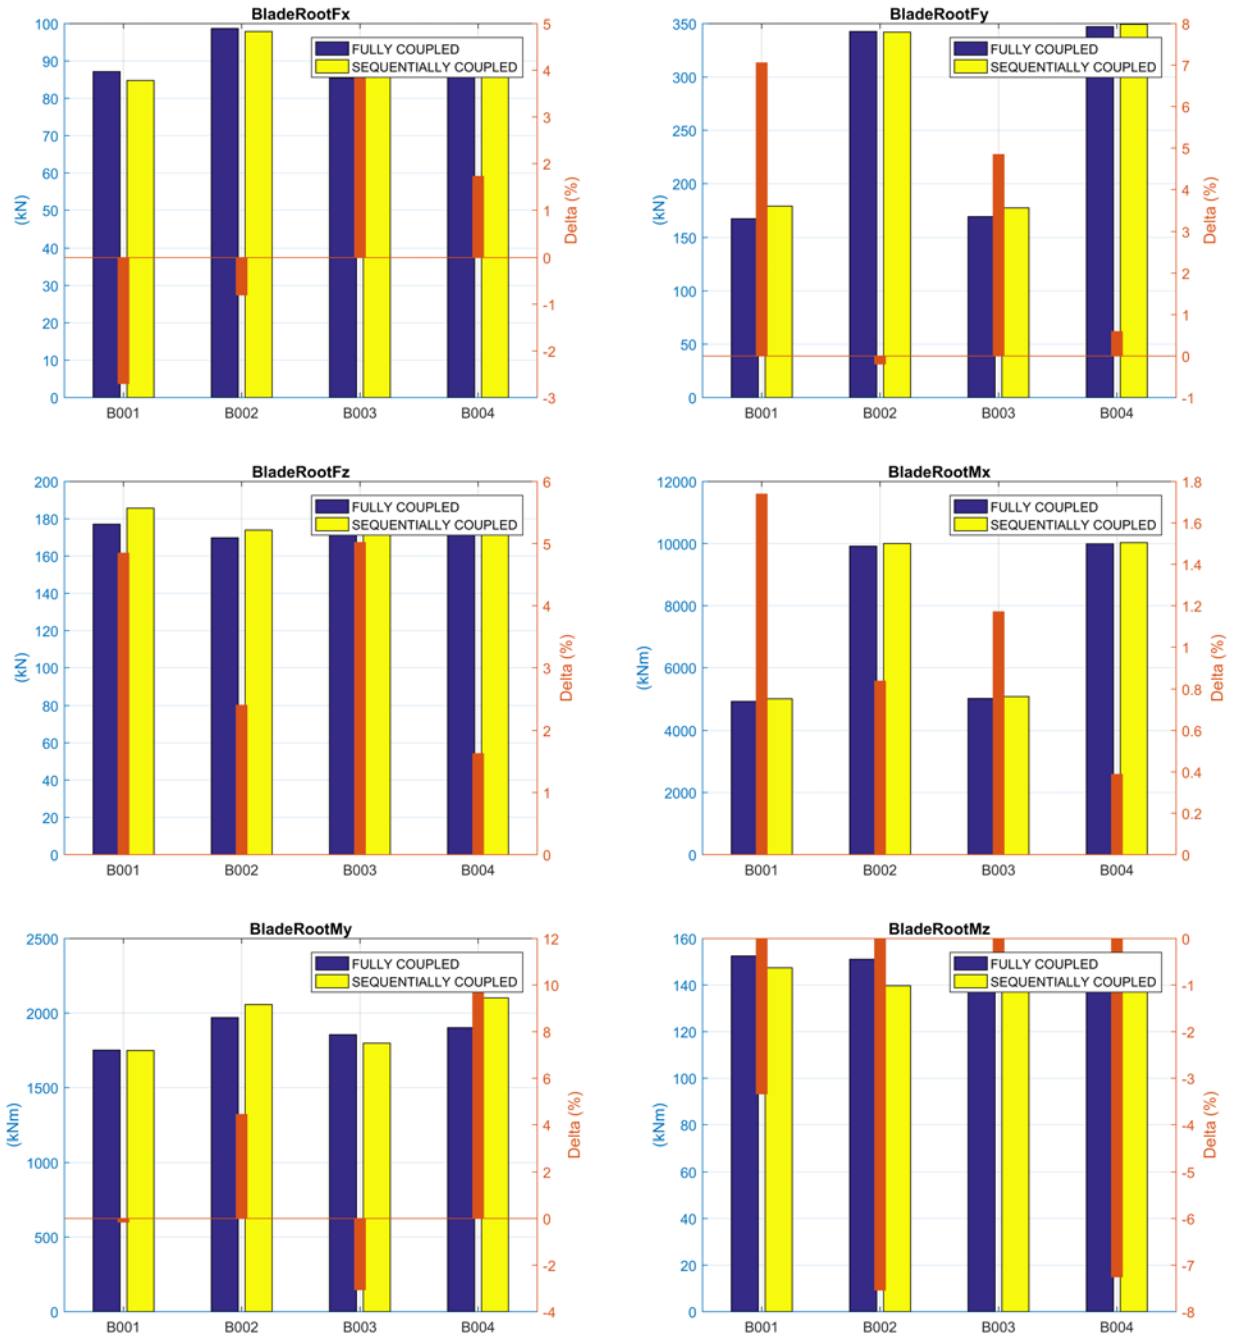 BladeRootFx
FULLY COUPLED
SEQUENTIALLY COUPLED
100
90
80
70
60
50
40
30
20
10
0
(kN)
5
4
3
2
1
0
-1
-2
-3
Delta (%)
B001 B002 B003 B004
BladeRootFy
FULLY COUPLED
SEQUENTIALLY COUPLED
350
300
250
200
150
100
50
0
(kN)
8
7
6
5
4
3
2
1
0
-1
Delta (%)
B001 B002 B003 B004
BladeRootFz
FULLY COUPLED
SEQUENTIALLY COUPLED
200
180
160
140
120
100
80
60
40
20
0
(kN)
6
5
4
3
2
1
0
Delta (%)
B001 B002 B003 B004
BladeRootMx
FULLY COUPLED
SEQUENTIALLY COUPLED
12000
10000
8000
6000
4000
2000
0
(kNm)
1.8
1.6
1.4
1.2
1
0.8
0.6
0.4
0.2
0
Delta (%)
B001 B002 B003 B004
BladeRootMy
FULLY COUPLED
SEQUENTIALLY COUPLED
2500
2000
1500
1000
500
0
(kNm)
12
10
8
6
4
2
0
-2
-4
Delta (%)
B001 B002 B003 B004
BladeRootMz
FULLY COUPLED
SEQUENTIALLY COUPLED
160
140
120
100
80
60
40
20
0
(kNm)
0
-1
-2
-3
-4
-5
-6
-7
-8
Delta (%)
B001 B002 B003 B004